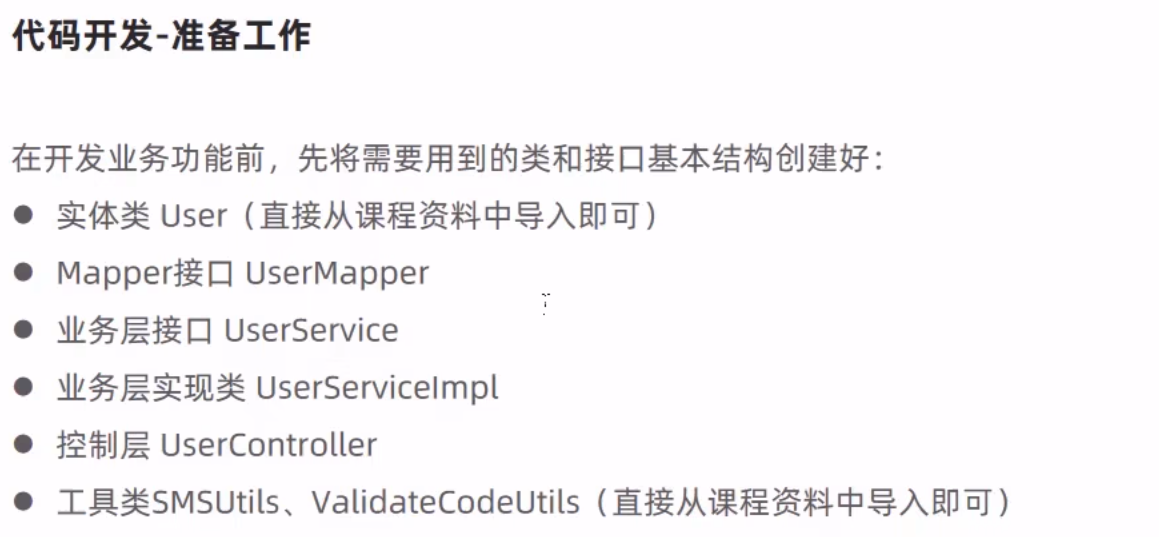 代码开发-准备工作
在开发业务功能前，先将需要用到的类和接口基本结构创建好：
● 实体类 User（直接从课程资料中导入即可）
● Mapper接口 UserMapper
● 业务层接口 UserService
● 业务层实现类 UserServiceImpl
● 控制层 UserController
● 工具类SMSUtils、ValidateCodeUtils（直接从课程资料中导入即可）